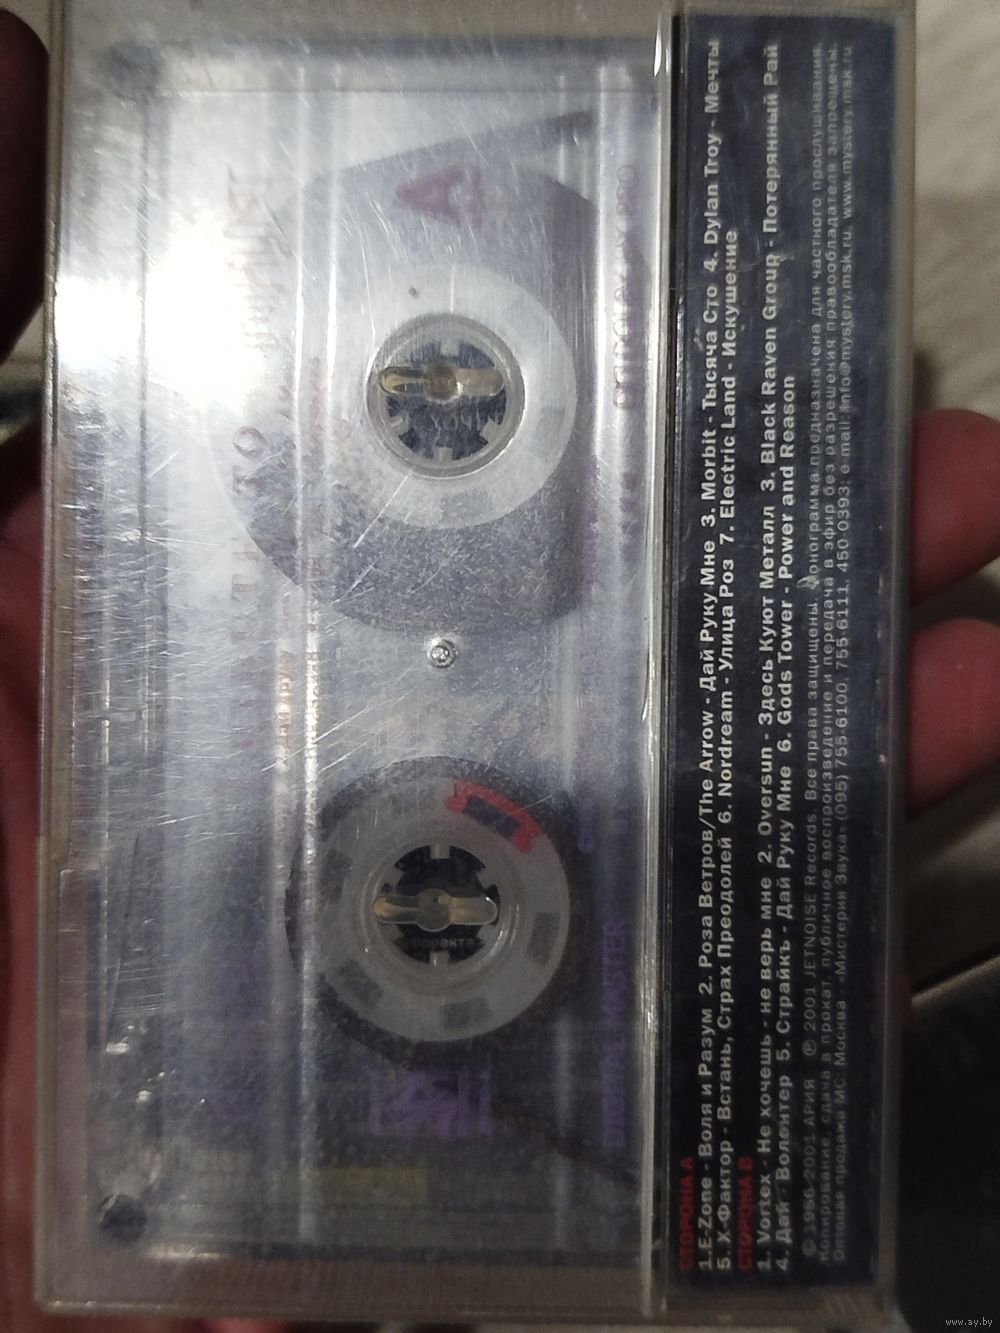 СТОРОНА А
1.E-Zone - Воля и Разум 2. Роза Ветров/The Arrow - Дай Руку Мне 3. Morbit - Тысяча Сто 4. Dylan Troy - Мечты
5. Х-Фактор - Встань, Страх Преодолей 6. Nordream - Улица Роз 7. Electric Land - Искушение
СТОРОНА В
1. Vortex - Не хочешь - не верь мне 2. Oversun - Здесь Куют Металл 3. Black Raven Group - Потерянный Рай
4. Дай - Волонтер 5. Страйкъ - Дай Руку Мне 6. Gods Tower - Power and Reason
© 1986-2001 АРИЯ ℗ 2001 JETNOISE Records. Все права защищены. Фонограмма предназначена для частного прослушивания.
Копирование, сдача в прокат, публичное воспроизведение и передача в эфир без разрешения правообладателя запрещены.
Оптовая продажа МС: Москва - «Мистерия Звука» (095) 755-6100, 755-6111, 450 0393; e-mail: info@mystery.msk.ru, www.mystery.msk.ru
A
DIGITAL MASTER
www.ay.by